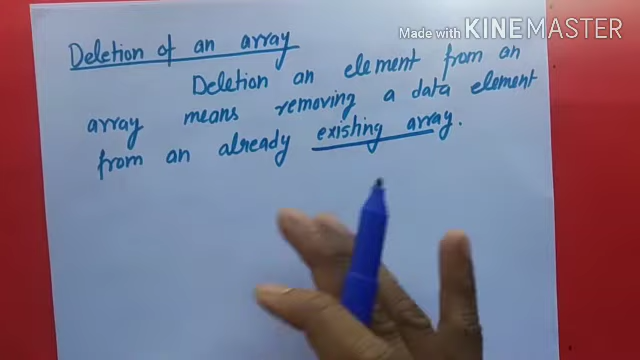 Made with KINEMASTER
Deletion of an array
Deletion an element from an
array means removing a data element
from an already existing array.